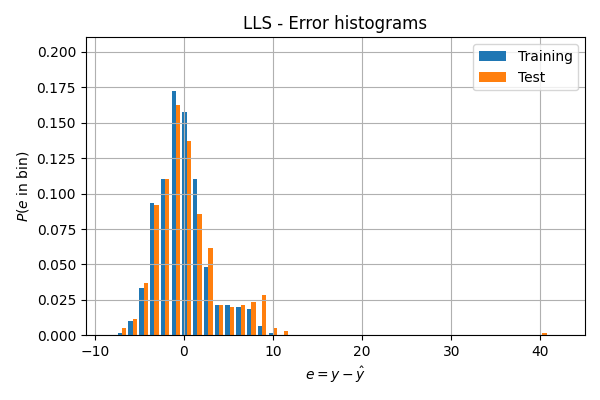 LLS - Error histograms
Training
Test
0.200
0.175
0.150
0.125
0.100
0.075
0.050
0.025
0.000
P(e in bin)
−10 0 10 20 30 40
e = y − ŷ